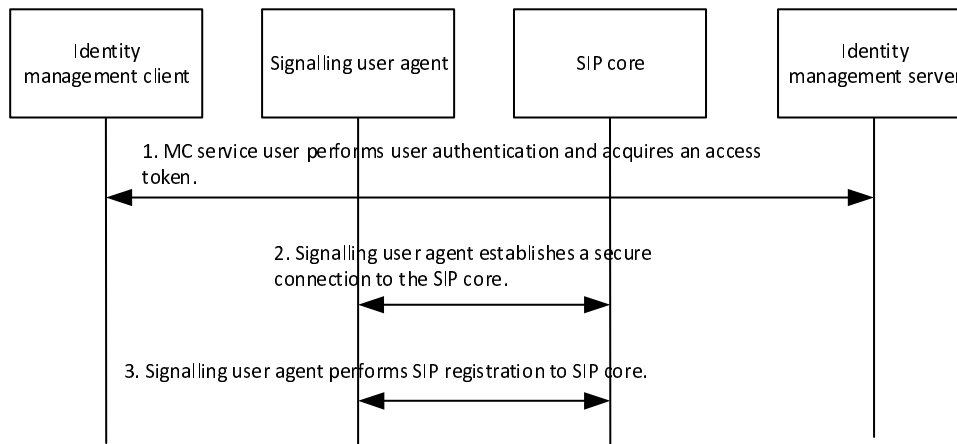 Identity
management client
Signalling user agent
SIP core
Identity
management server
1. MC service user performs user authentication and acquires an access
token.
2. Signalling user agent establishes a secure
connection to the SIP core.
3. Signalling user agent performs SIP registration to SIP core.